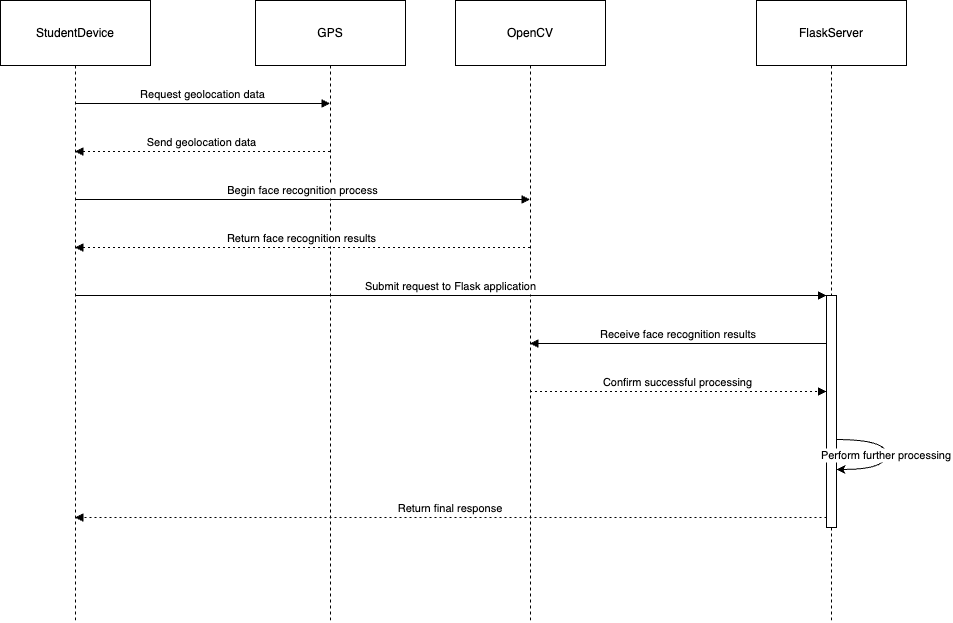 StudentDevice
GPS
OpenCV
FlaskServer
Request geolocation data
Send geolocation data
Begin face recognition process
Return face recognition results
Submit request to Flask application
Receive face recognition results
Confirm successful processing
Perform further processing
Return final response